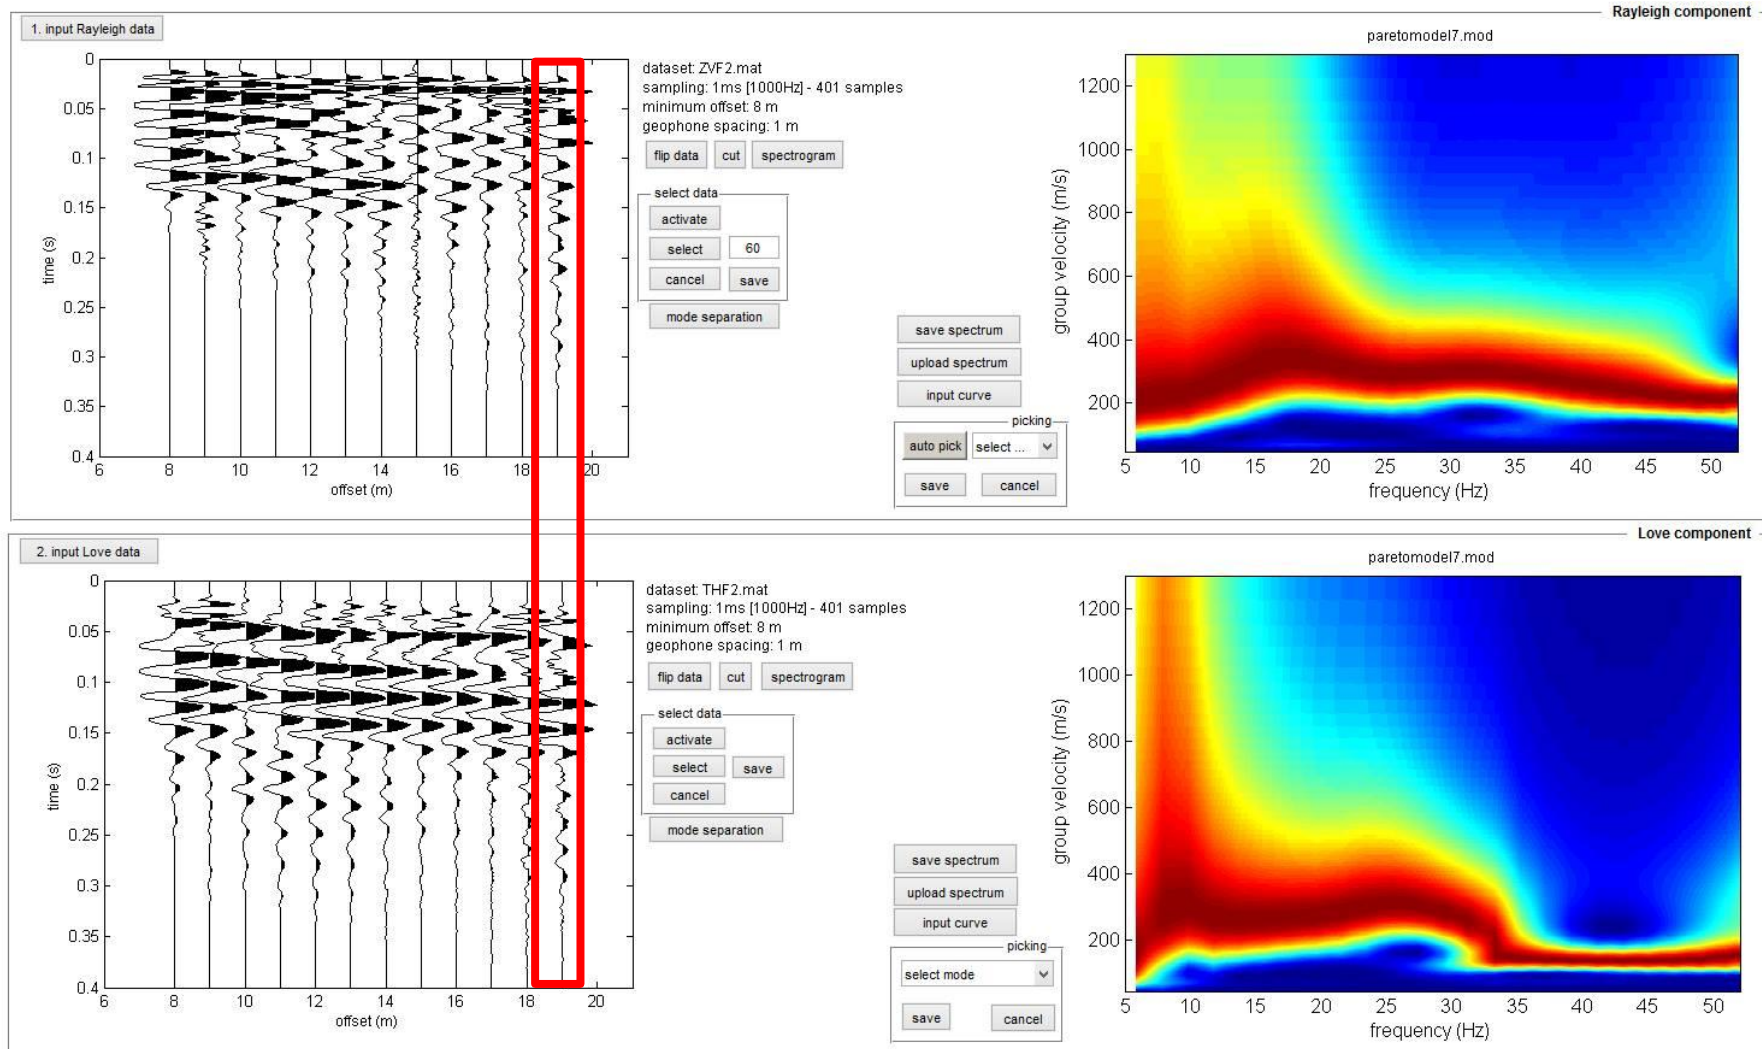 Rayleigh component
1. input Rayleigh data
0
0.05
0.1
0.15
0.2
0.25
0.3
0.35
0.4
time (s)
6
8
10
12
14
16
18
20
offset (m)
dataset: ZVF2.mat
sampling: 1ms [1000Hz] - 401 samples
minimum offset: 8 m
geophone spacing: 1 m
flip data
cut
spectrogram
select data
activate
select
60
cancel
save
mode separation
save spectrum
upload spectrum
input curve
picking
auto pick
select ...
save
cancel
paretomodel7.mod
1200
1000
800
600
400
200
group velocity (m/s)
5
10
15
20
25
30
35
40
45
50
frequency (Hz)
Love component
2. input Love data
0
0.05
0.1
0.15
0.2
0.25
0.3
0.35
0.4
time (s)
6
8
10
12
14
16
18
20
offset (m)
dataset: THF2.mat
sampling: 1ms [1000Hz] - 401 samples
minimum offset: 8 m
geophone spacing: 1 m
flip data
cut
spectrogram
select data
activate
select
save
cancel
mode separation
save spectrum
upload spectrum
input curve
picking
select mode
save
cancel
paretomodel7.mod
1200
1000
800
600
400
200
group velocity (m/s)
5
10
15
20
25
30
35
40
45
50
frequency (Hz)